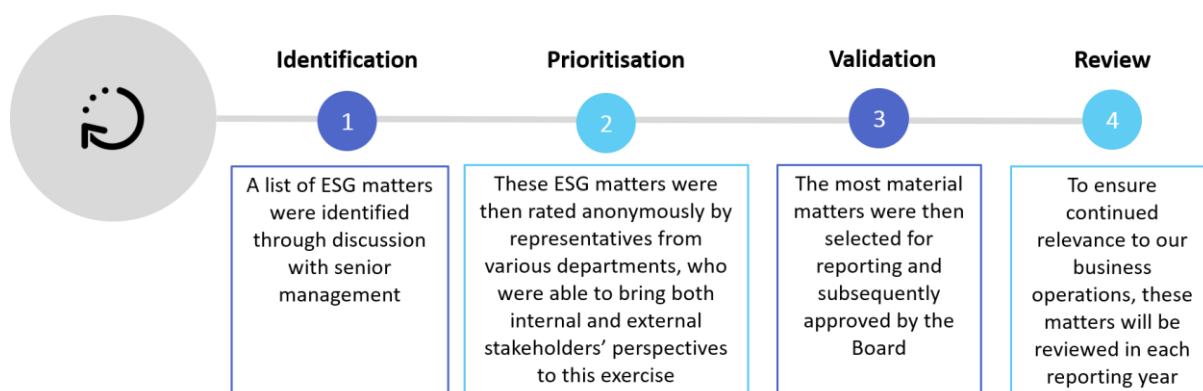 Identification
1
A list of ESG matters
were identified
through discussion
with senior
management
Prioritisation
2
These ESG matters were
then rated anonymously by
representatives from
various departments, who
were able to bring both
internal and external
stakeholders’ perspectives
to this exercise
Validation
3
The most material
matters were then
selected for
reporting and
subsequently
approved by the
Board
Review
4
To ensure
continued
relevance to our
business
operations, these
matters will be
reviewed in each
reporting year